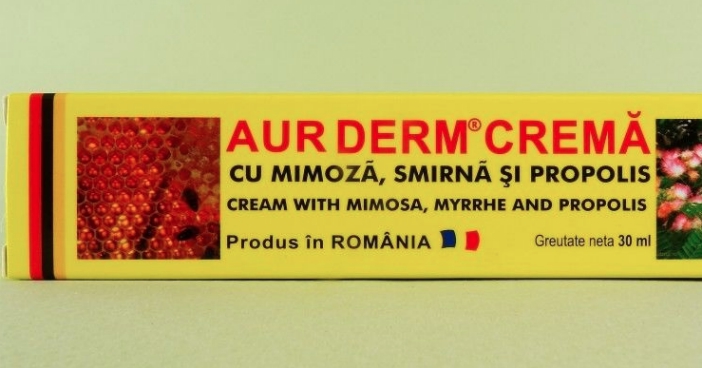 AUR DERM® CREMĂ
CU MIMOZĂ, SMIRNĂ ŞI PROPOLIS
CREAM WITH MIMOSA, MYRRHE AND PROPOLIS
Produs în ROMÂNIA Greutate neta 30 ml